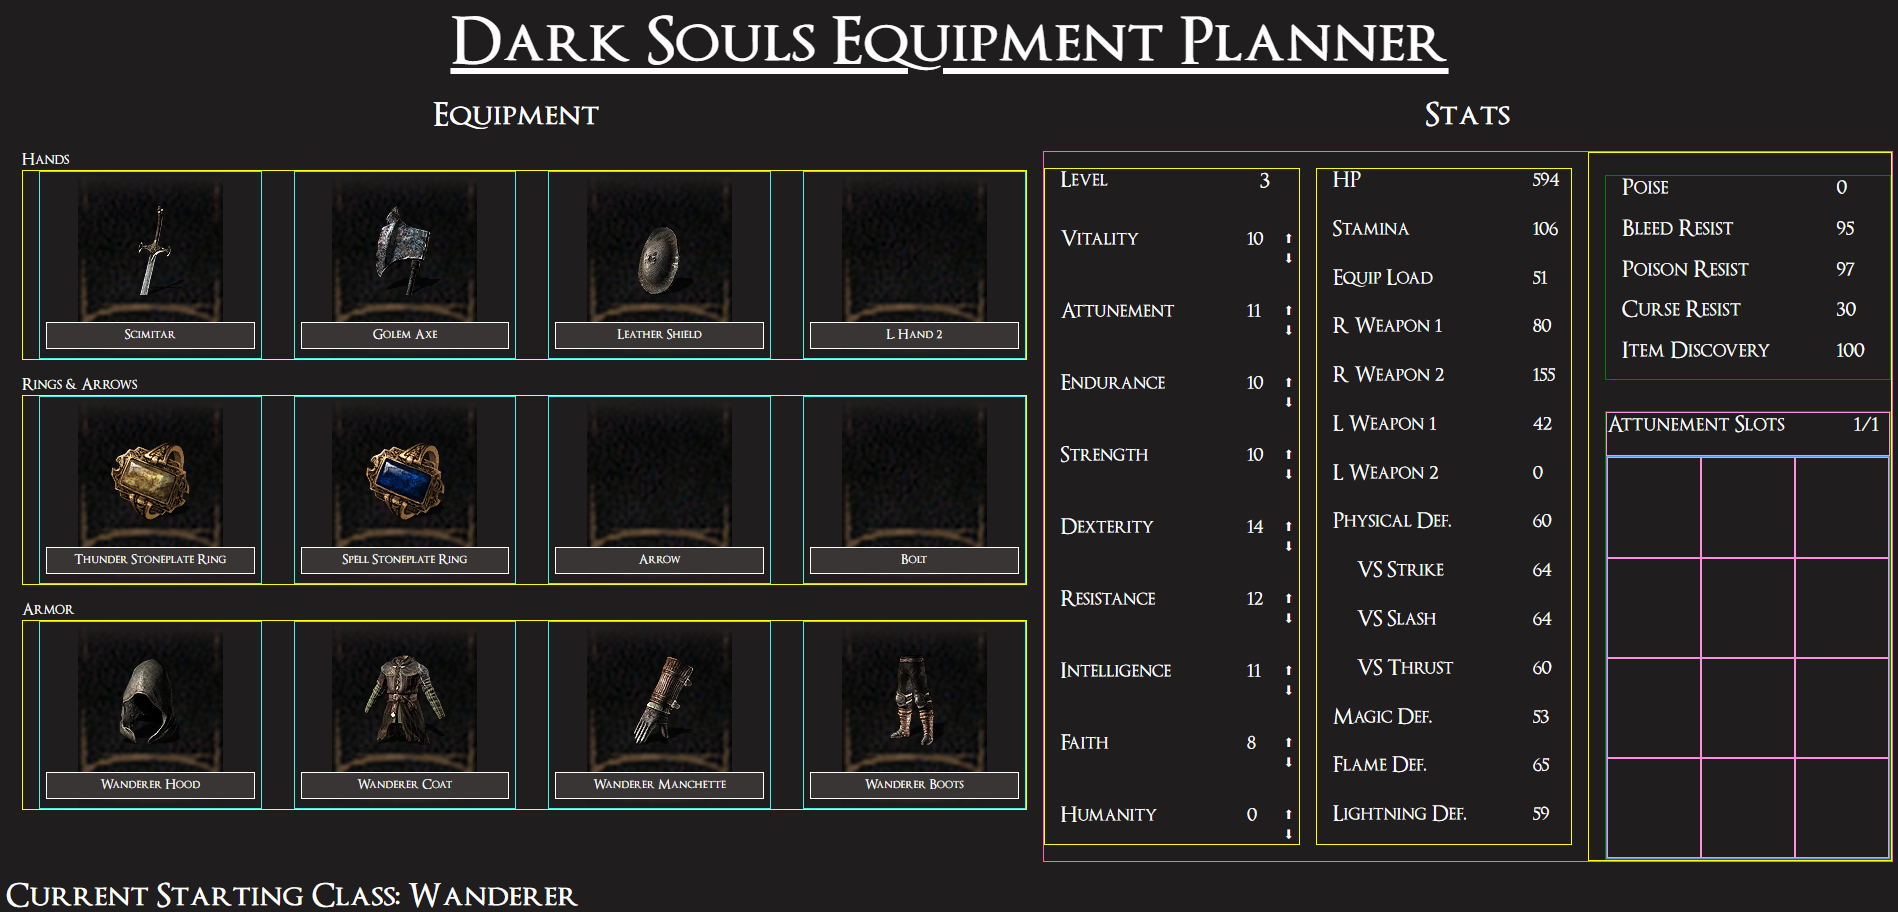 Dark Souls Equipment Planner
Equipment
Stats
Hands
Scimitar
Golem Axe
Leather Shield
L Hand 2
Rings & Arrows
Thunder Stoneplate Ring
Spell Stoneplate Ring
Arrow
Bolt
Armor
Wanderer Hood
Wanderer Coat
Wanderer Manchette
Wanderer Boots
Level 3
Vitality 10
Attunement 11
Endurance 10
Strength 10
Dexterity 14
Resistance 12
Intelligence 11
Faith 8
Humanity 0
HP 594
Stamina 106
Equip Load 51
R Weapon 1 80
R Weapon 2 155
L Weapon 1 42
L Weapon 2 0
Physical Def. 60
VS Strike 64
VS Slash 64
VS Thrust 60
Magic Def. 53
Flame Def. 65
Lightning Def. 59
Poise 0
Bleed Resist 95
Poison Resist 97
Curse Resist 30
Item Discovery 100
Attunement Slots 1/1
Current Starting Class: Wanderer